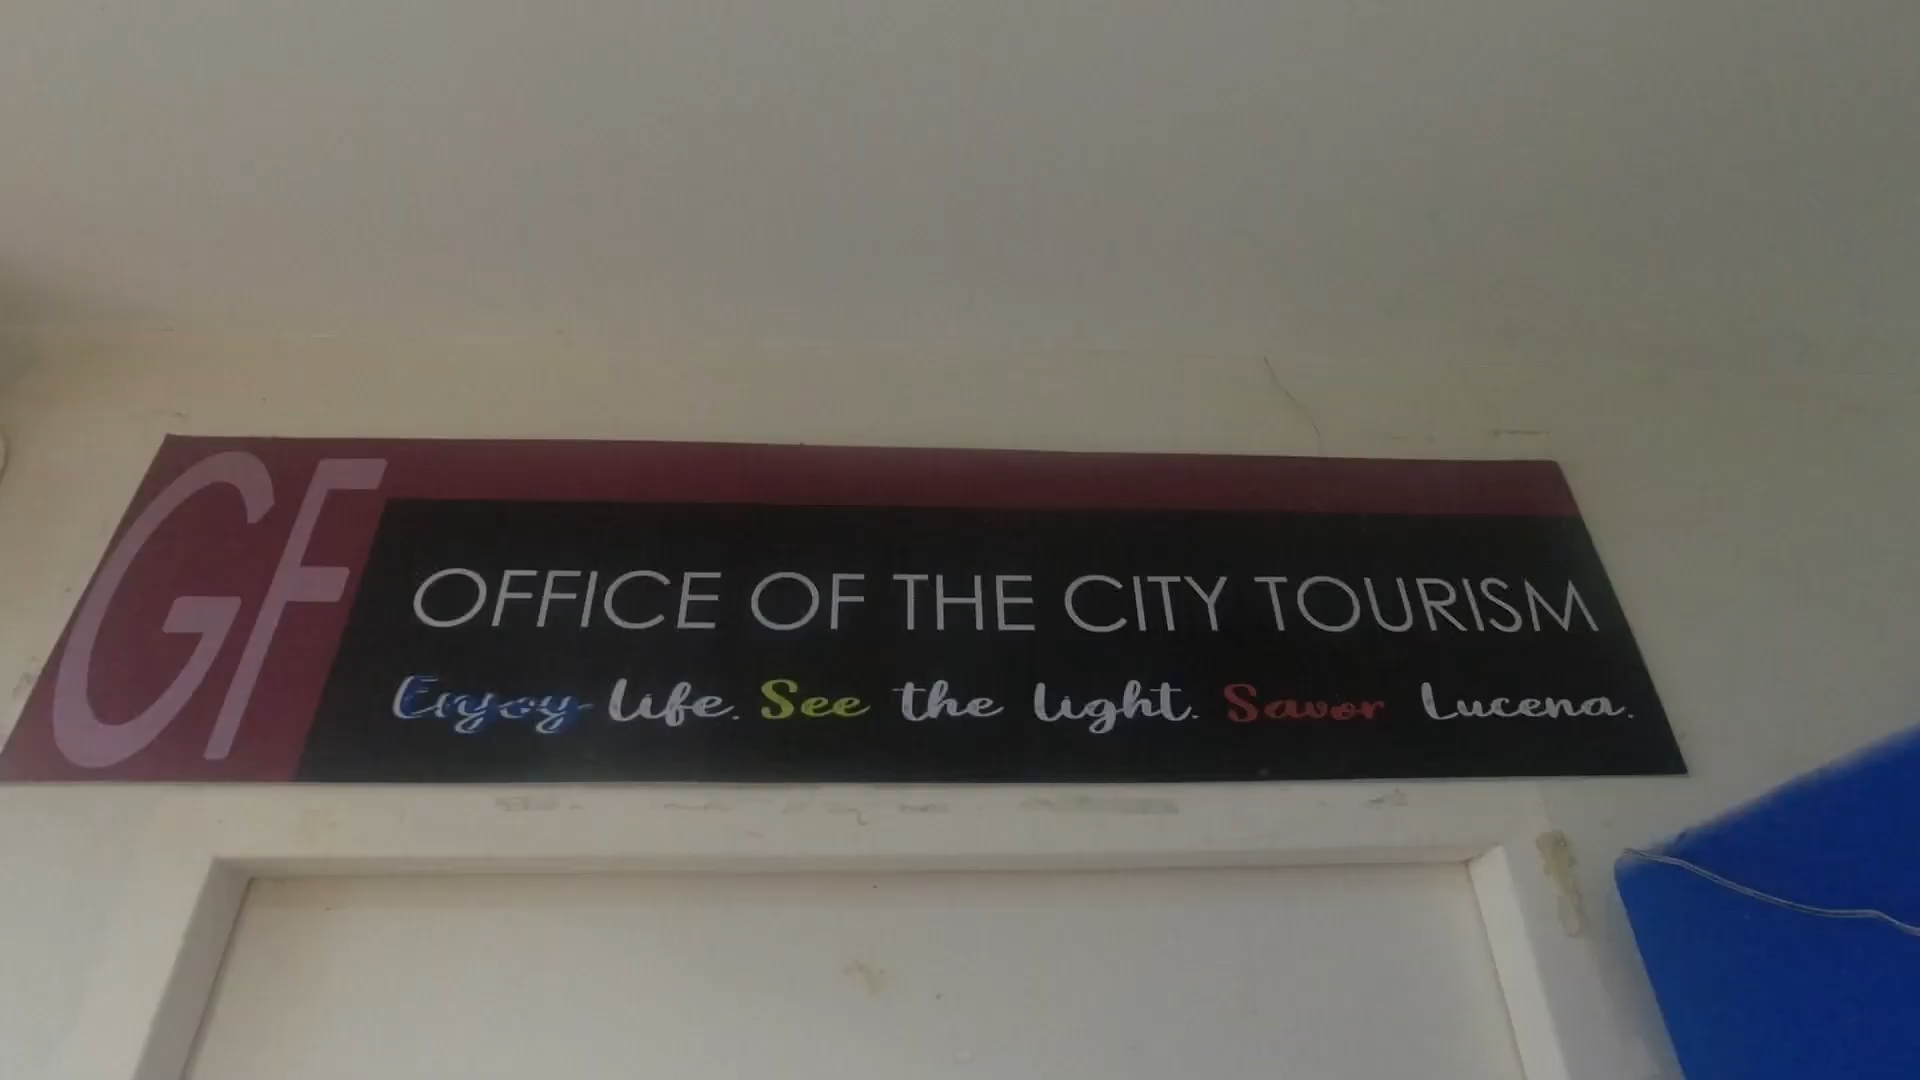 GF
OFFICE OF THE CITY TOURISM
Enjoy life. See the light. Savor Lucena.